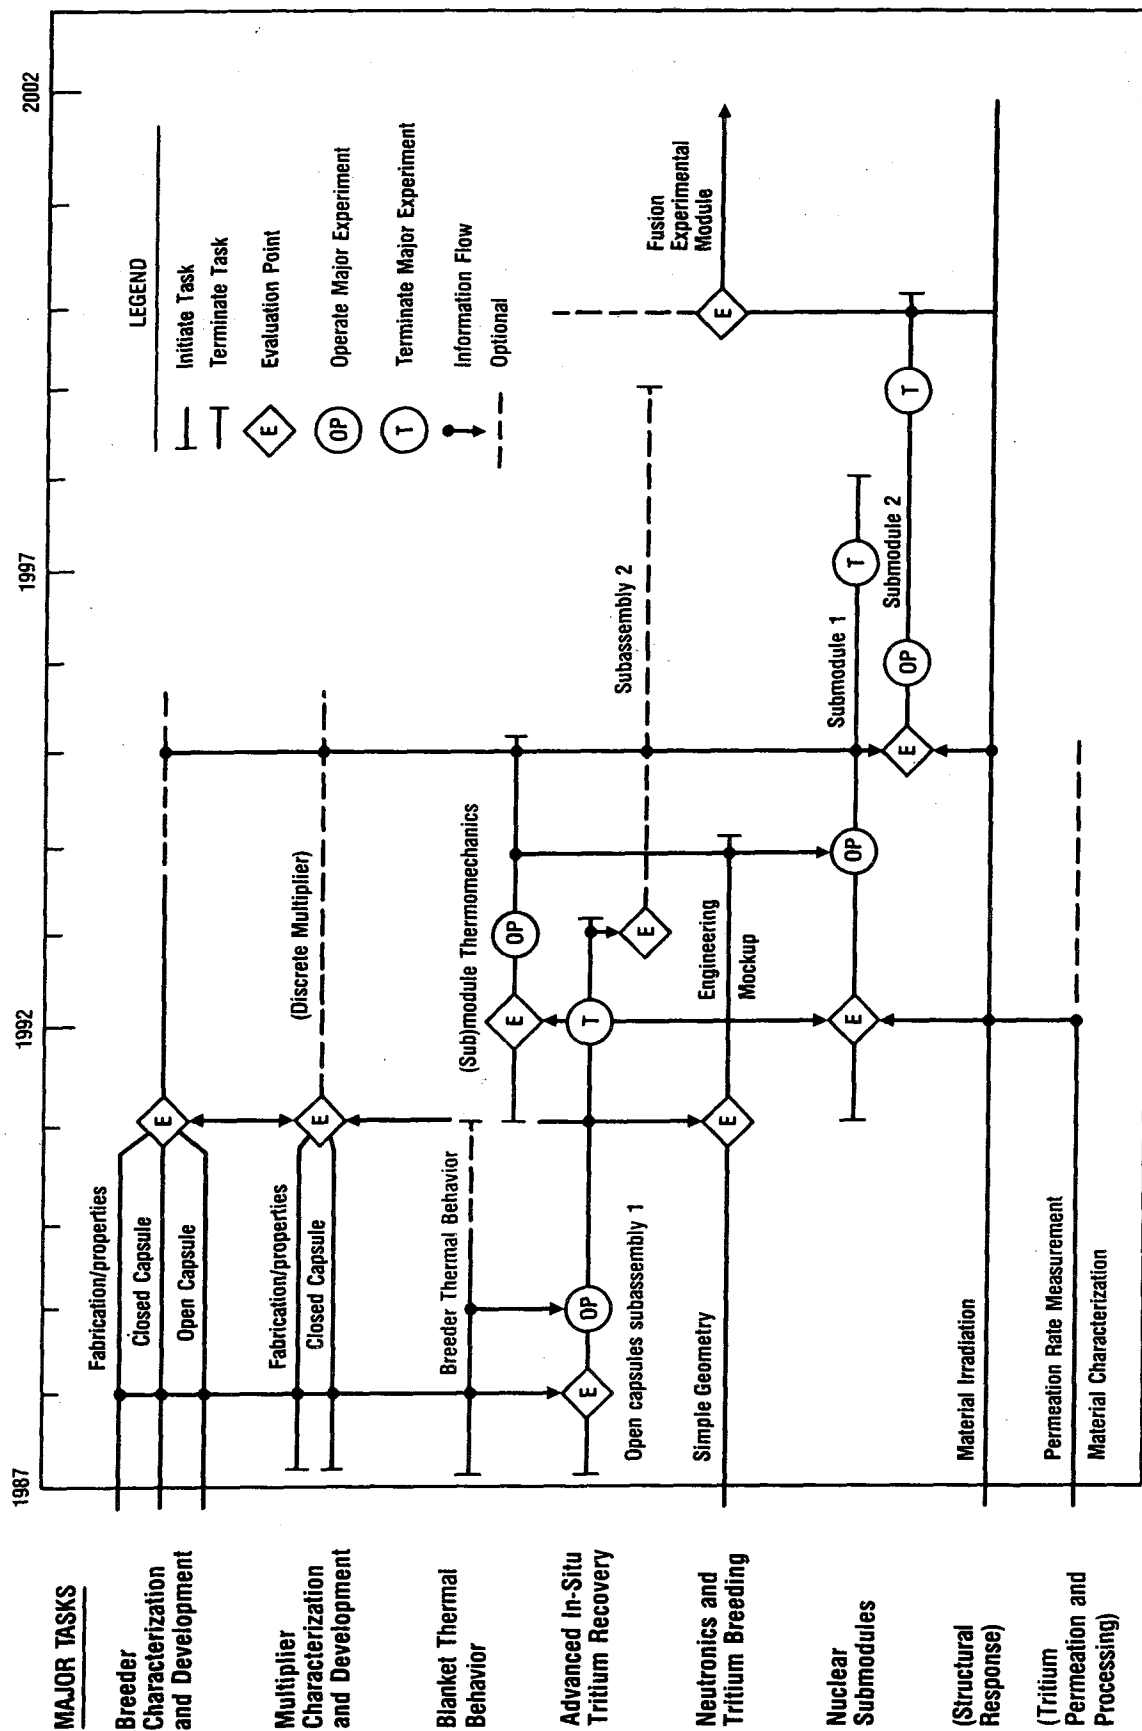 1987
1992
1997
2002
MAJOR TASKS
Breeder
Characterization
and Development
Fabrication/properties
Closed Capsule
Open Capsule
E
Multiplier
Characterization
and Development
Fabrication/properties
Closed Capsule
E
(Discrete Multiplier)
Blanket Thermal
Behavior
Breeder Thermal Behavior
(Sub)module Thermomechanics
E
OP
Advanced In-Situ
Tritium Recovery
E
OP
T
Open capsules subassembly 1
E
Subassembly 2
Neutronics and
Tritium Breeding
Simple Geometry
E
Engineering
Mockup
E
Fusion
Experimental
Module
Nuclear
Submodules
E
OP
Submodule 1
T
E
OP
Submodule 2
T
(Structural
Response)
Material Irradiation
(Tritium
Permeation and
Processing)
Permeation Rate Measurement
Material Characterization
LEGEND
Initiate Task
Terminate Task
E Evaluation Point
OP Operate Major Experiment
T Terminate Major Experiment
Information Flow
Optional